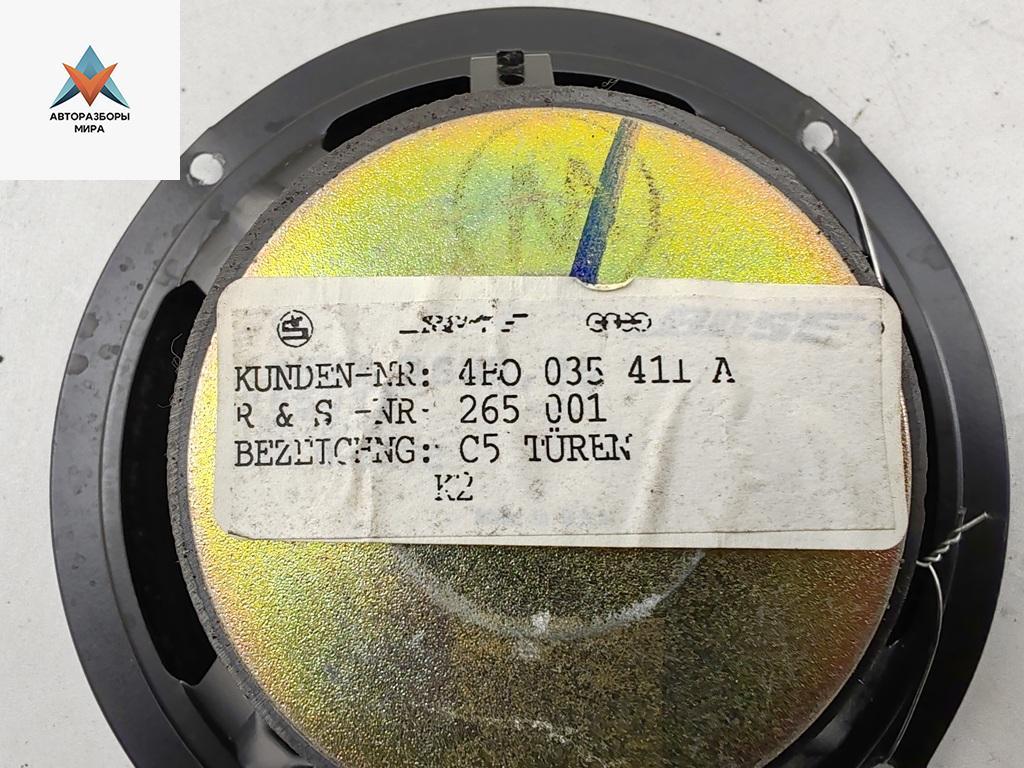 АВТОРАЗБОРЫ
МИРА
KUNDEN-NR: 4B0 035 411 A
R & S -NR: 265 001
BEZEICHNG: C5 TÜREN
K2